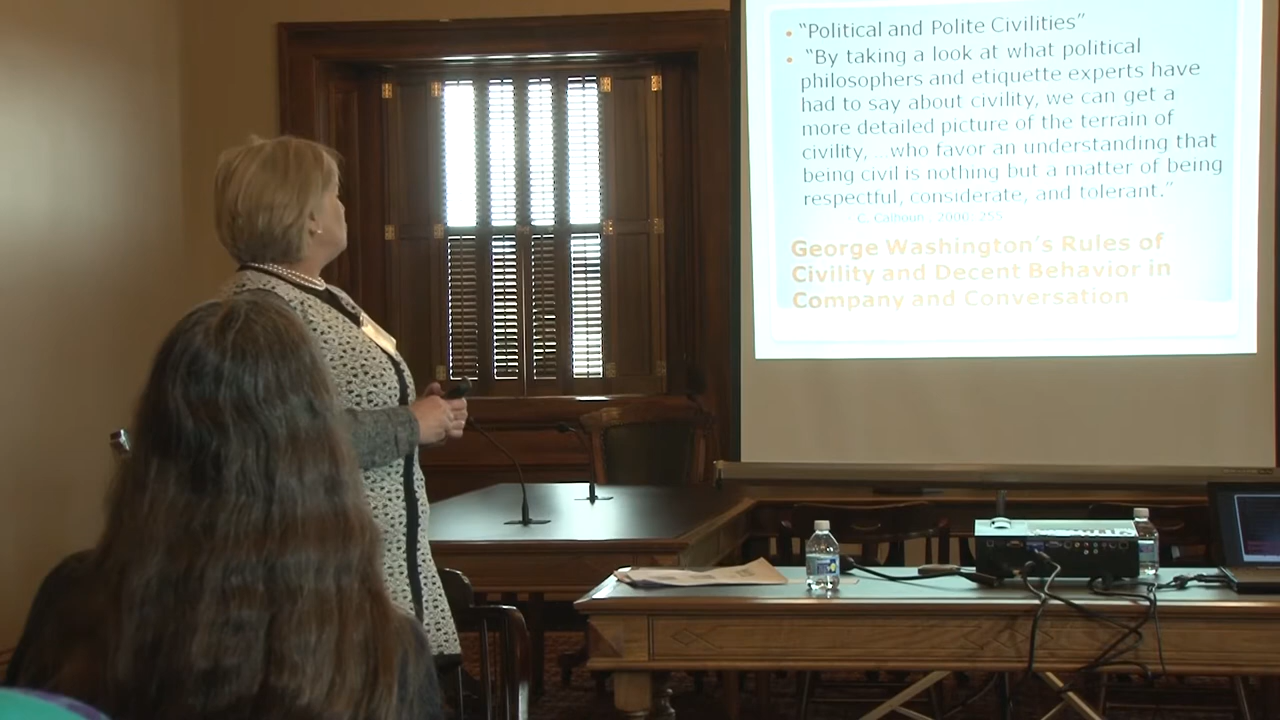 • “Political and Polite Civilities”
• “By taking a look at what political
philosophers and etiquette experts have
had to say about civility, we can get a
more detailed picture of the terrain of
civility, ...who favor an understanding that
being civil is nothing but a matter of being
respectful, considerate, and tolerant.”
C. Calhoun, 2000, 255
George Washington’s Rules of
Civility and Decent Behavior in
Company and Conversation